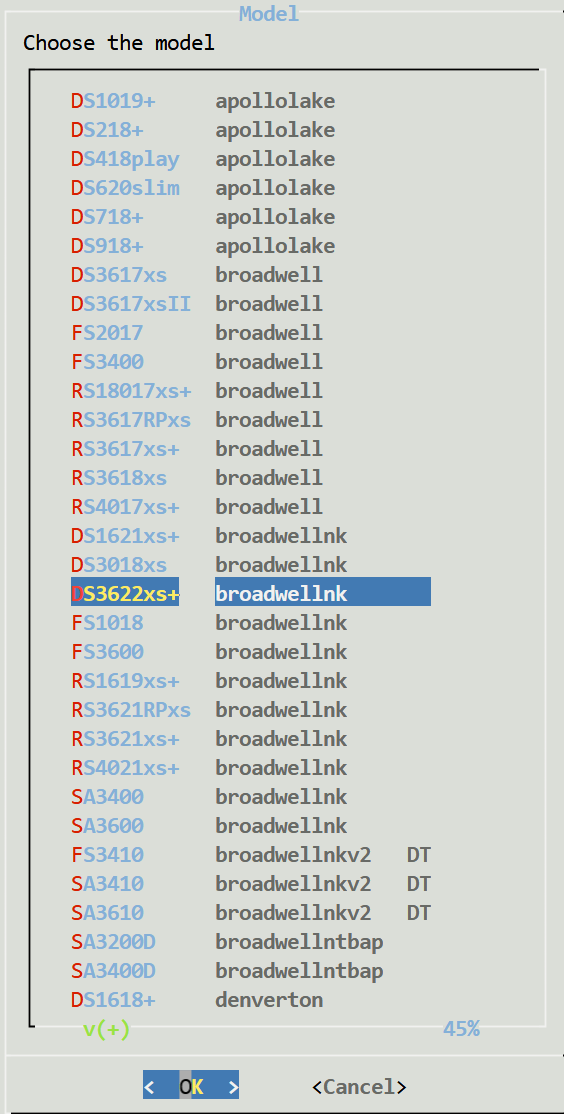 Model
Choose the model
DS1019+ apollolake
DS218+ apollolake
DS418play apollolake
DS620slim apollolake
DS718+ apollolake
DS918+ apollolake
DS3617xs broadwell
DS3617xsII broadwell
FS2017 broadwell
FS3400 broadwell
RS18017xs+ broadwell
RS3617RPxs broadwell
RS3617xs+ broadwell
RS3618xs broadwell
RS4017xs+ broadwell
DS1621xs+ broadwellnk
DS3018xs broadwellnk
DS3622xs+ broadwellnk
FS1018 broadwellnk
FS3600 broadwellnk
RS1619xs+ broadwellnk
RS3621RPxs broadwellnk
RS3621xs+ broadwellnk
RS4021xs+ broadwellnk
SA3400 broadwellnk
SA3600 broadwellnk
FS3410 broadwellnkv2 DT
SA3410 broadwellnkv2 DT
SA3610 broadwellnkv2 DT
SA3200D broadwellntbap
SA3400D broadwellntbap
DS1618+ denverton
v(+) 45%
< OK > <Cancel>